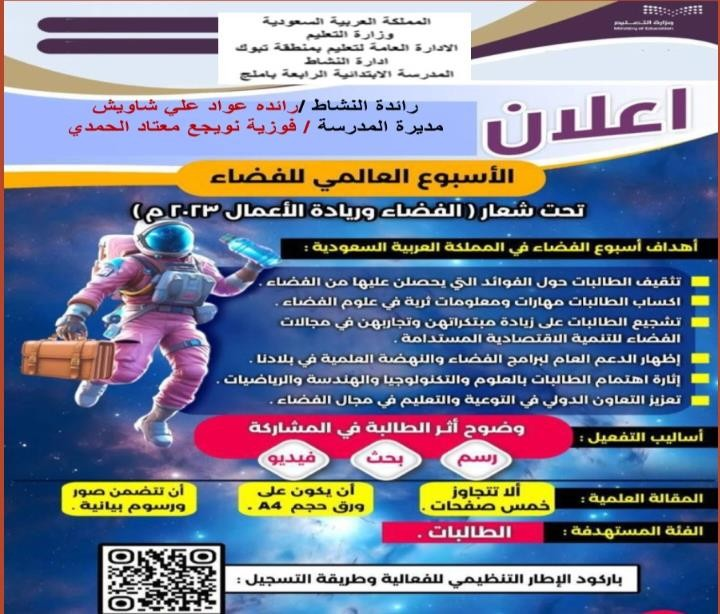 المملكة العربية السعودية
وزارة التعليم
الادارة العامة لتعليم بمنطقة تبوك
ادارة النشاط
المدرسة الابتدائية الرابعة باملج
وزارة التعليم
Ministry of Education
رائدة النشاط /رائده عواد علي شاويش
مديرة المدرسة / فوزية نويجع معتاد الحمدي
اعلان
الأسبوع العالمي للفضاء
تحت شعار ( الفضاء وريادة الأعمال ٢٠٢٣ م )
أهداف أسبوع الفضاء في المملكة العربية السعودية :
تثقيف الطالبات حول الفوائد التي يحصلن عليها من الفضاء .
اكساب الطالبات مهارات ومعلومات ثرية في علوم الفضاء .
تشجيع الطالبات على زيادة مبتكراتهن وتجاربهن في مجالات
الفضاء للتنمية الاقتصادية المستدامة .
إظهار الدعم العام لبرامج الفضاء والنهضة العلمية في بلادنا .
إثارة اهتمام الطالبات بالعلوم والتكنولوجيا والهندسة والرياضيات .
تعزيز التعاون الدولي في التوعية والتعليم في مجال الفضاء .
أساليب التفعيل :
وضوح أثر الطالبة في المشاركة
رسم
بحث
فيديو
المقالة العلمية :
ألا تتجاوز
خمس صفحات .
أن يكون على
ورق حجم A4 .
أن تتضمن صور
ورسوم بيانية .
الفئة المستهدفة :
الطالبات .
باركود الإطار التنظيمي للفعالية وطريقة التسجيل :